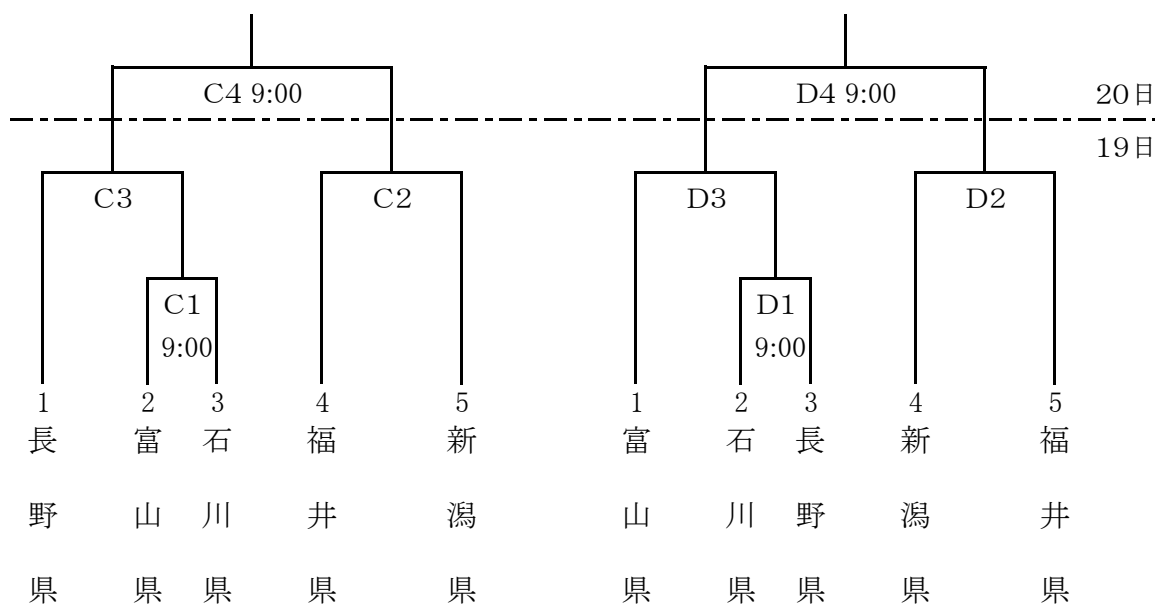 C4 9:00
D4 9:00
20日
19日
C3
C2
D3
D2
C1
9:00
D1
9:00
1 2 3 4 5
1 2 3 4 5
長野県
富山県
石川県
福井県
新潟県
富山県
石川県
長野県
新潟県
福井県